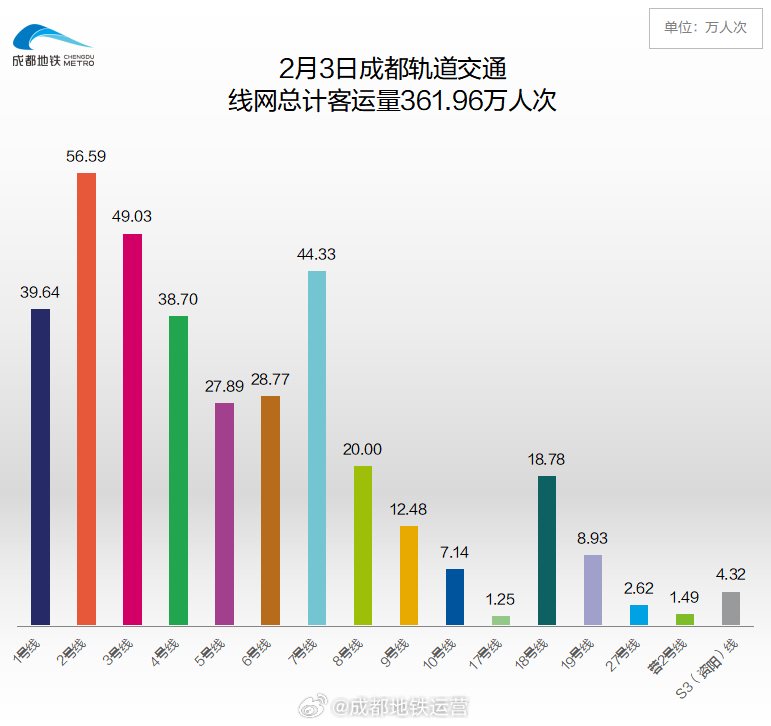 单位：万人次
成都地铁 CHENGDU METRO
2月3日成都轨道交通
线网总计客运量361.96万人次
39.64
56.59
49.03
38.70
27.89
28.77
44.33
20.00
12.48
7.14
1.25
18.78
8.93
2.62
1.49
4.32
1号线
2号线
3号线
4号线
5号线
6号线
7号线
8号线
9号线
10号线
17号线
18号线
19号线
27号线
蓉2号线
S3（资阳）线
@成都地铁运营